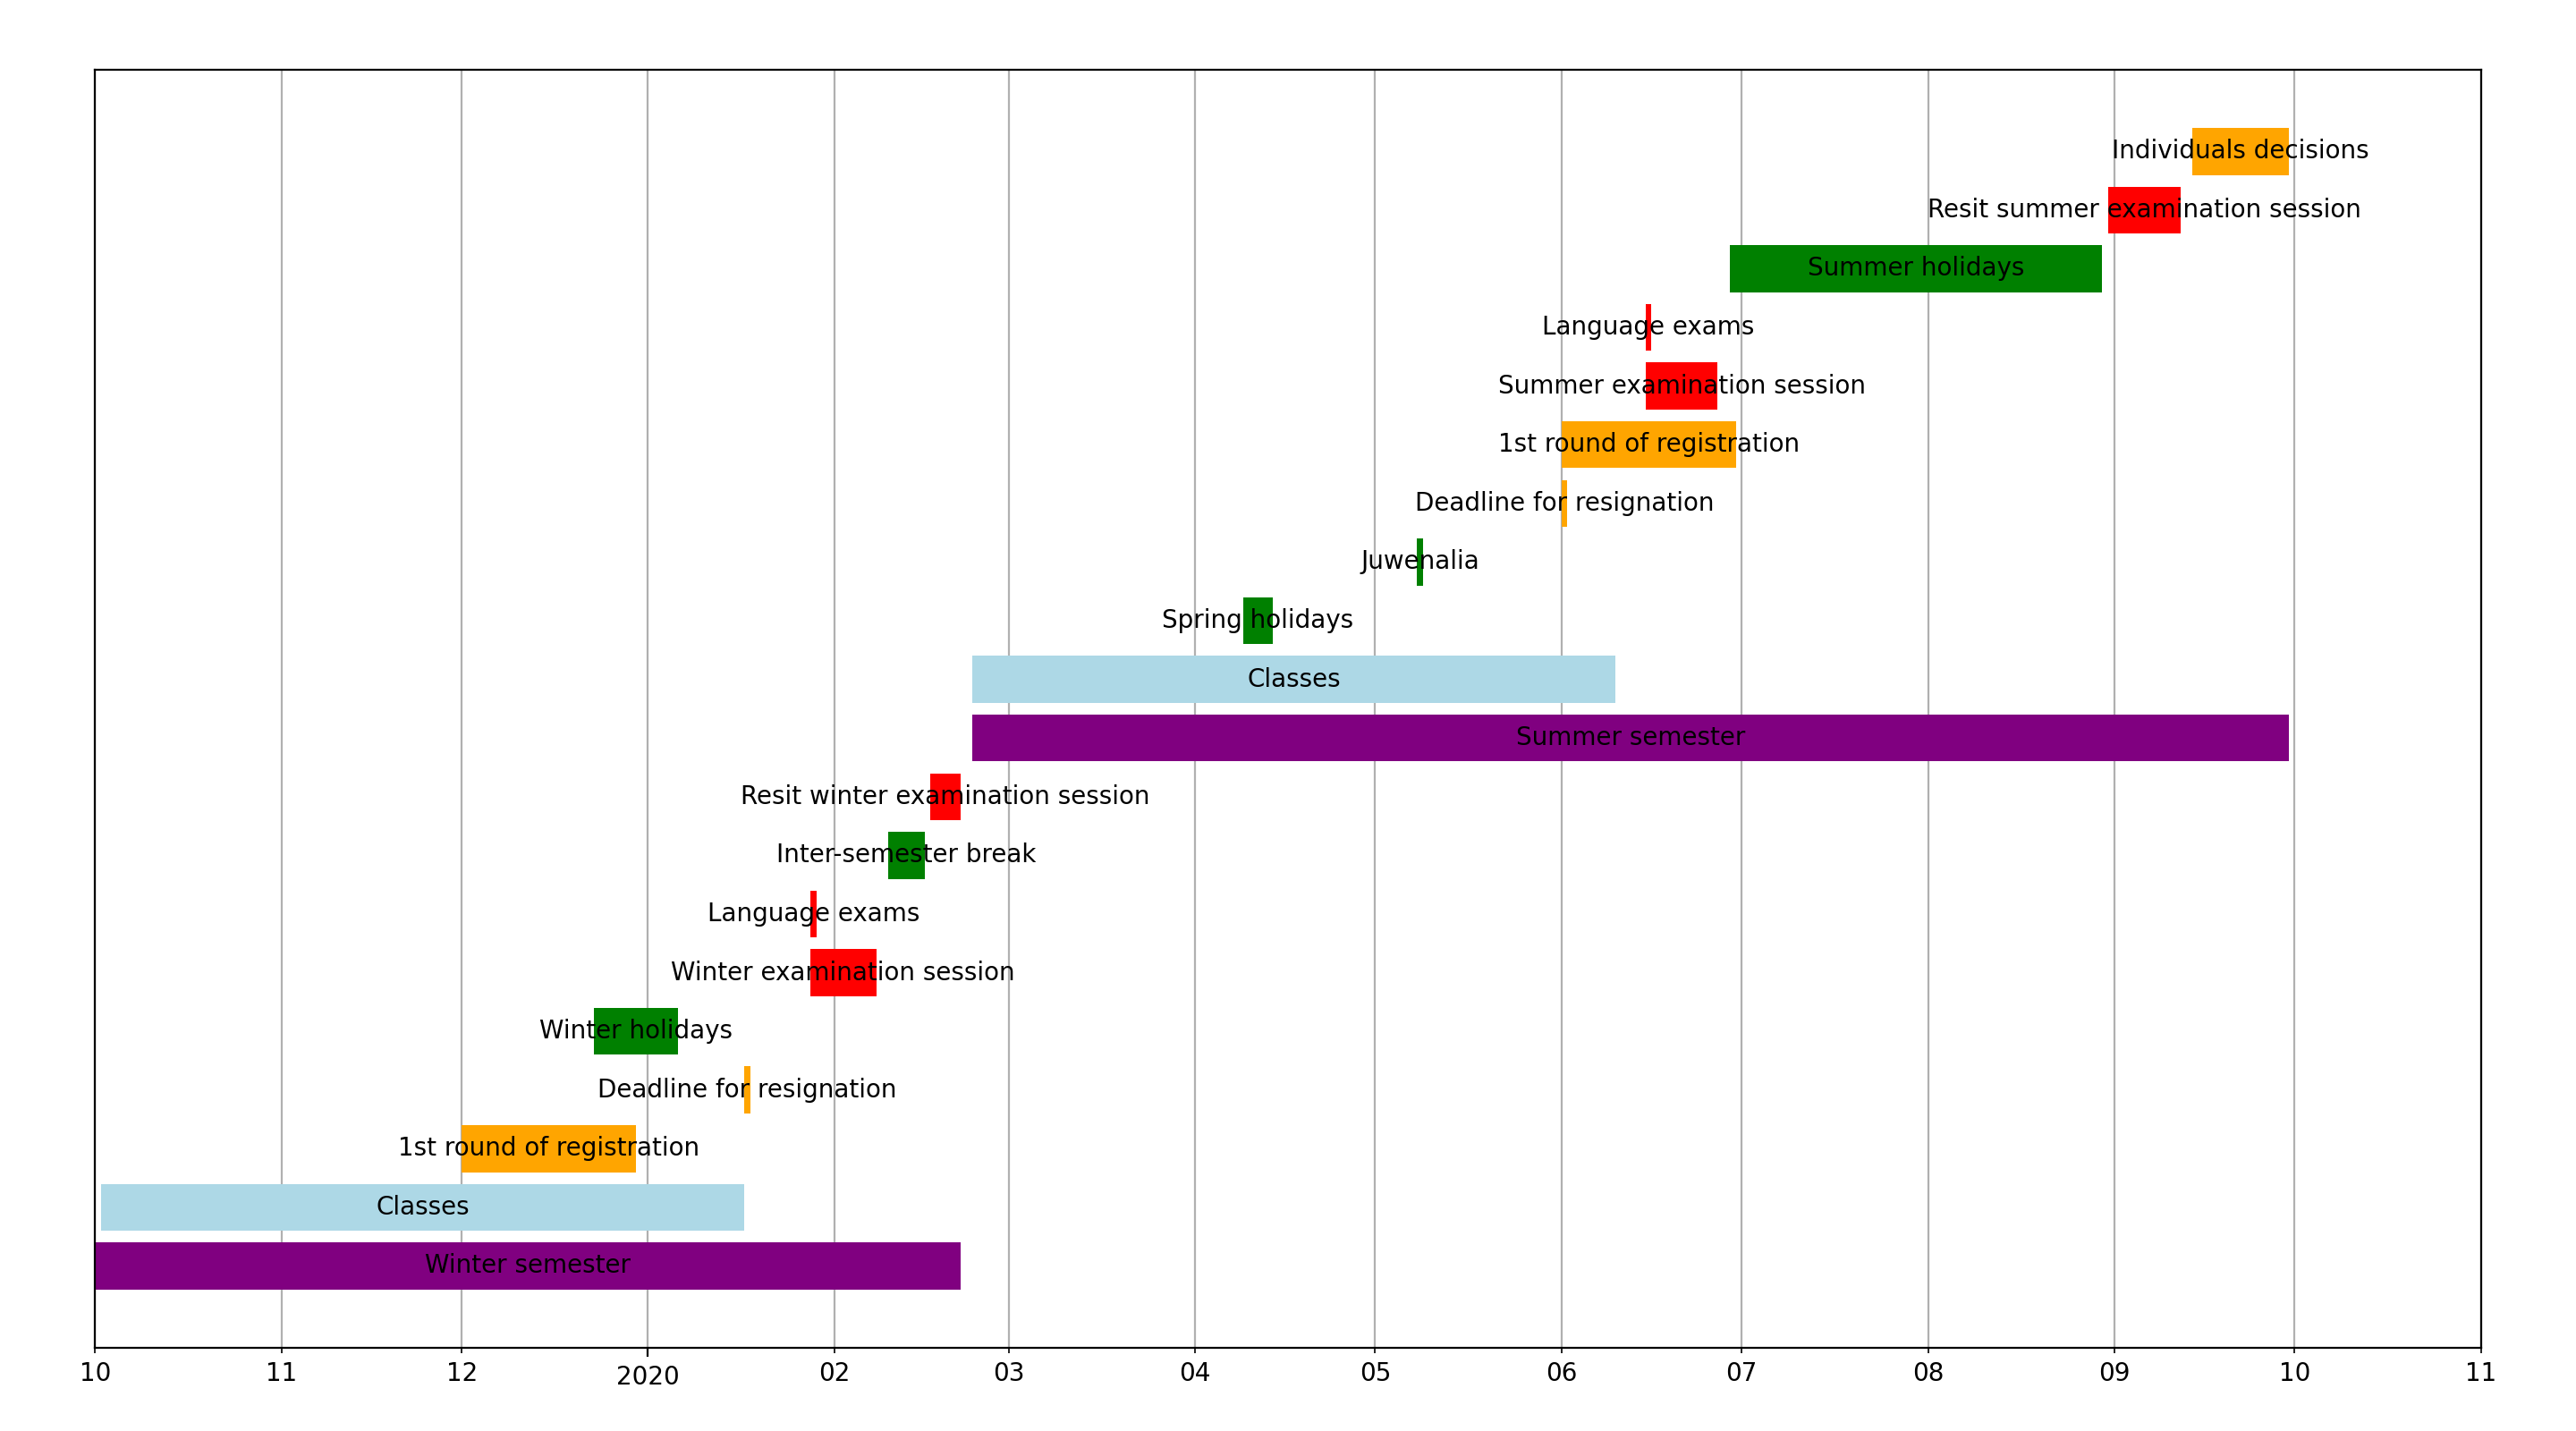 Individuals decisions
Resit summer examination session
Summer holidays
Language exams
Summer examination session
1st round of registration
Deadline for resignation
Juwenalia
Spring holidays
Classes
Summer semester
Resit winter examination session
Inter-semester break
Language exams
Winter examination session
Winter holidays
Deadline for resignation
1st round of registration
Classes
Winter semester
10 11 12 2020 02 03 04 05 06 07 08 09 10 11